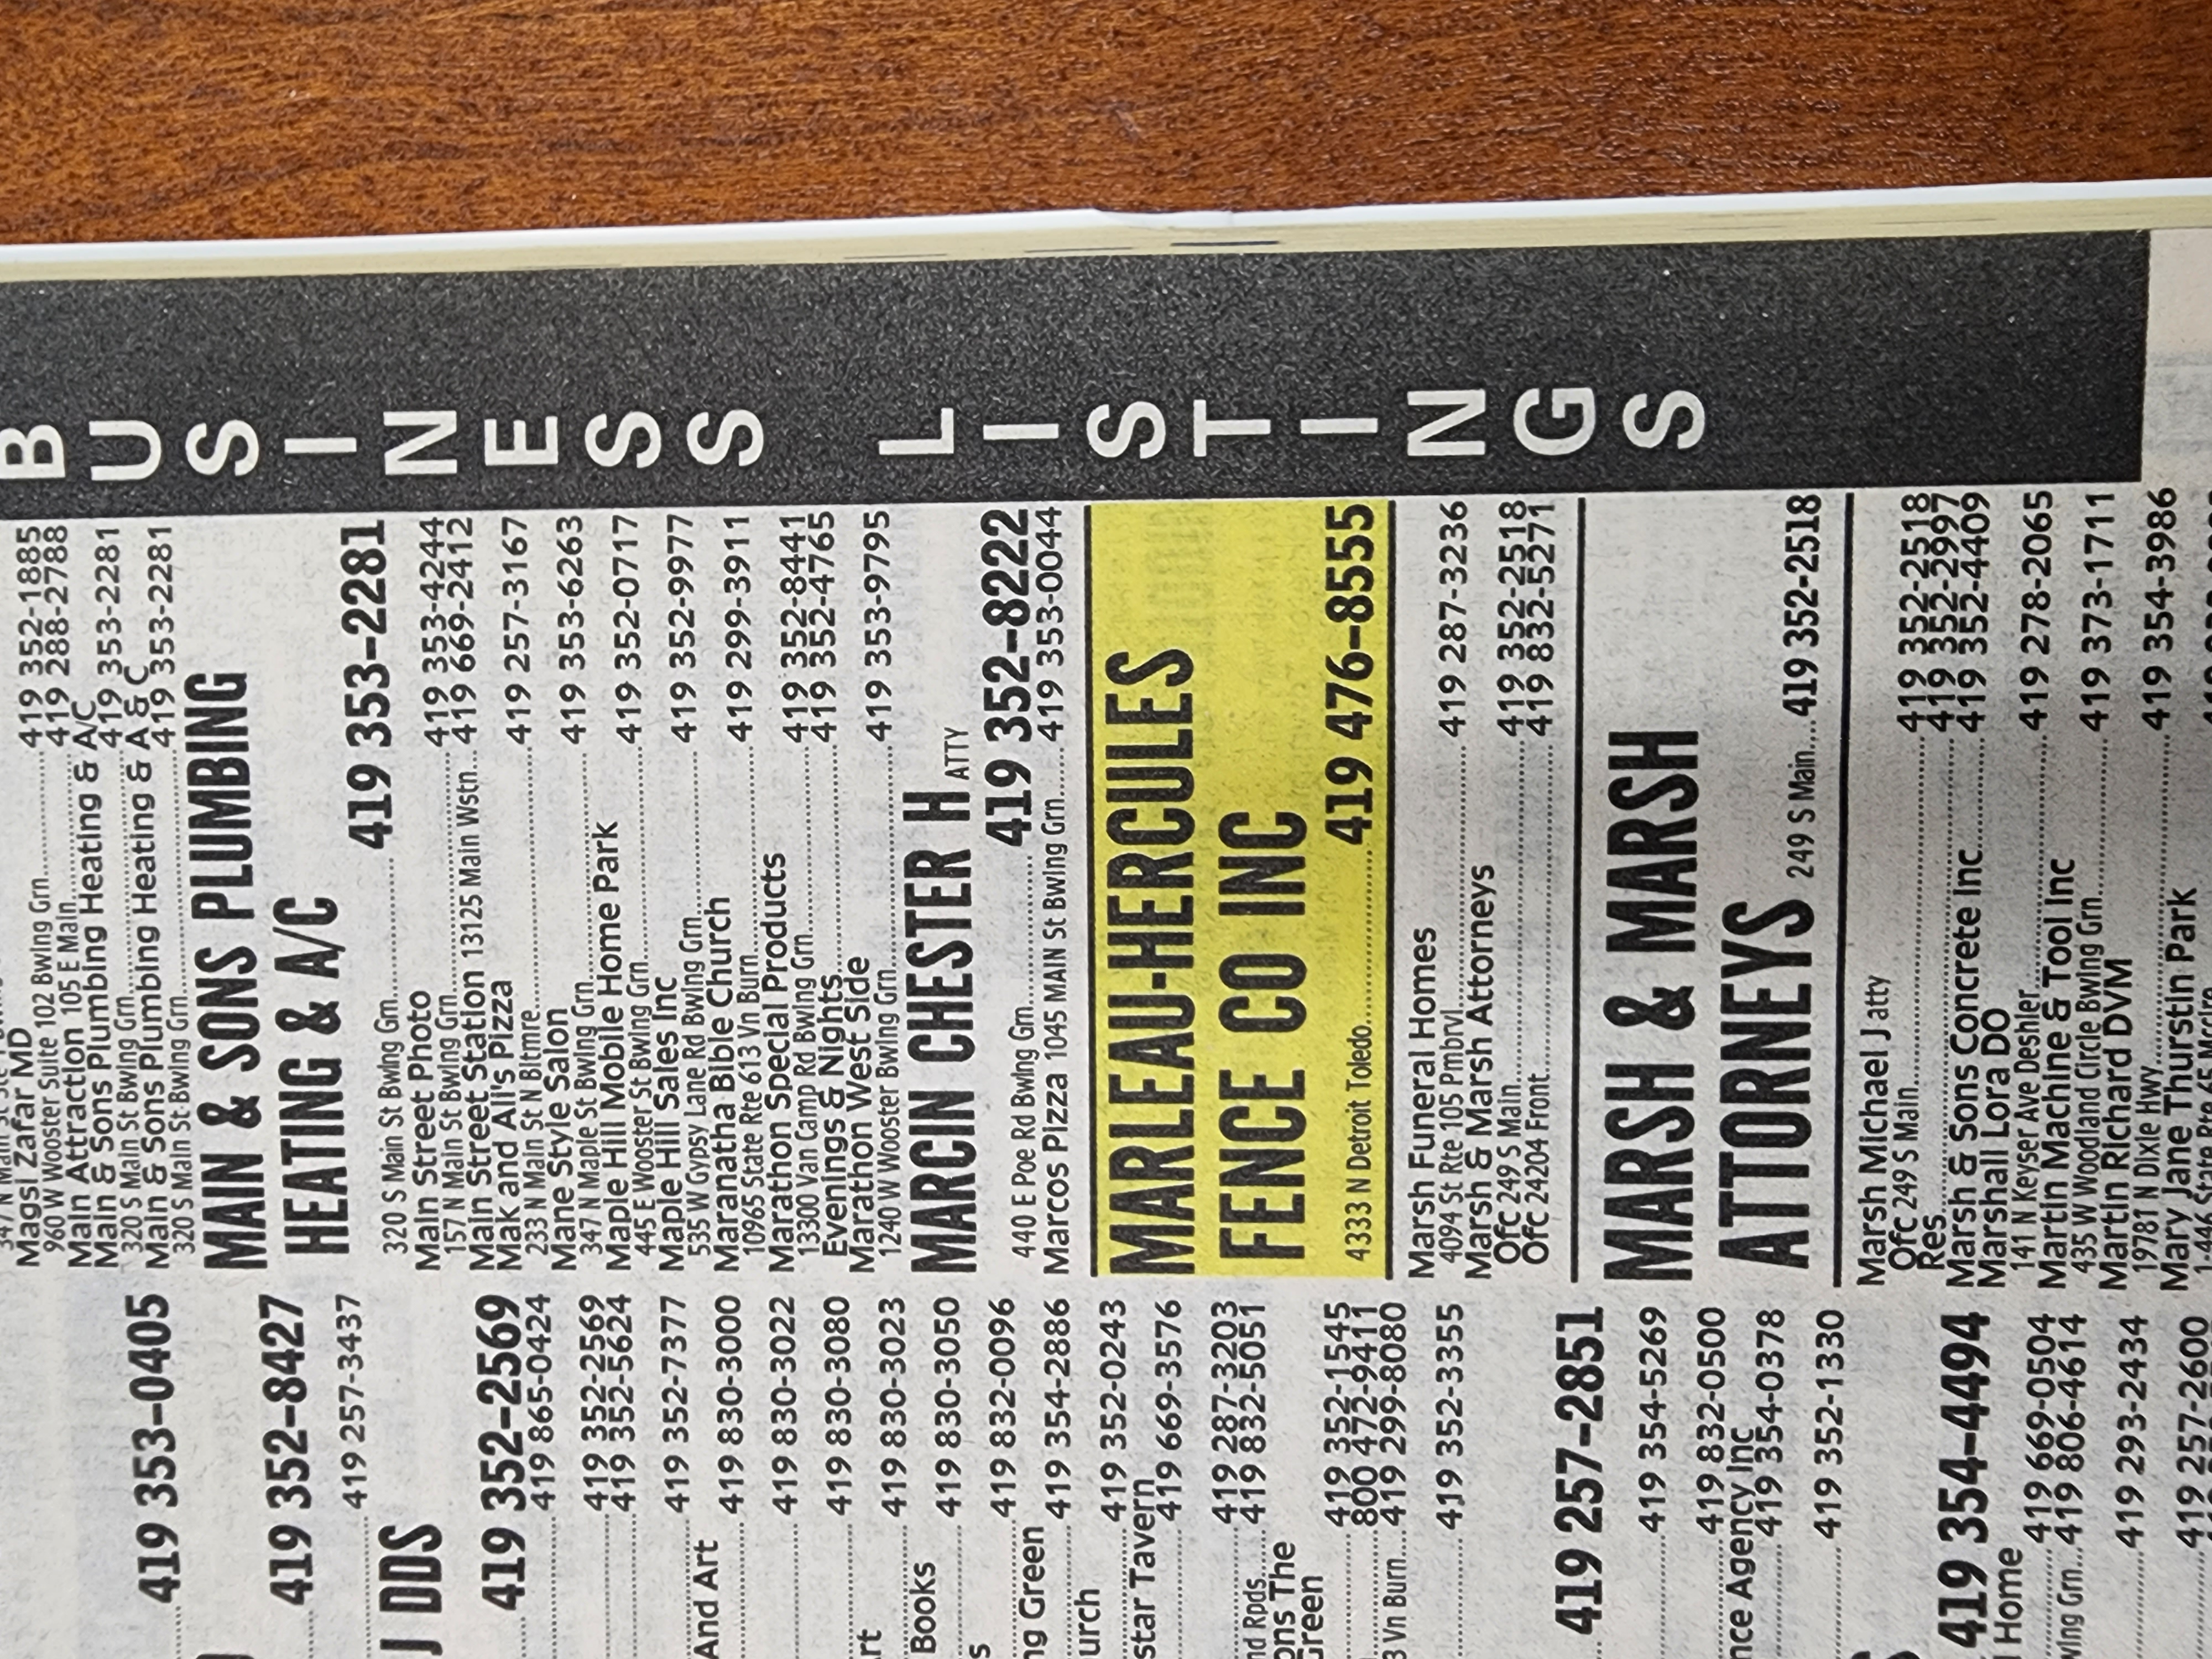 BUSINESS LISTINGS
419 353-0405
419 352-8427
419 257-3437
J DDS
419 352-2569
419 865-0424
419 352-2569
419 352-5624
419 352-7377
And Art
419 830-3000
419 830-3022
419 830-3080
419 830-3023
Books
419 830-3050
419 832-0096
Green
419 354-2886
419 352-0243
Tavern
419 669-3576
419 287-3203
Rpds
419 832-5051
The
Green
419 352-1545
800 472-9411
Vn Burn 419 299-8080
419 352-3355
419 257-2851
419 354-5269
419 832-0500
Agency Inc
419 354-0378
419 352-1330
419 354-4494
Home
419 669-0504
Grn 419 806-4614
419 293-2434
419 257-2600
Magsi Zafar MD
960 W Wooster Suite 102 Bwlng Grn 419 352-1885
Main Attraction 105 E Main 419 288-2788
Main & Sons Plumbing Heating & A/C
320 S Main St Bwlng Grn 419 353-2281
Main & Sons Plumbing Heating & A & C
320 S Main St Bwlng Grn 419 353-2281
MAIN & SONS PLUMBING
HEATING & A/C
320 S Main St Bwlng Grn 419 353-2281
Main Street Photo
157 N Main St Bwlng Grn 419 353-4244
Main Street Station 13125 Main Wstn 419 669-2412
Mak and Ali's Pizza
233 N Main St N Bltmre 419 257-3167
Mane Style Salon
347 N Maple St Bwlng Grn 419 353-6263
Maple Hill Mobile Home Park
445 E Wooster St Bwlng Grn 419 352-0717
Maple Hill Sales Inc
535 W Gypsy Lane Rd Bwlng Grn 419 352-9977
Maranatha Bible Church
10965 State Rte 613 Vn Burn 419 299-3911
Marathon Special Products
13300 Van Camp Rd Bwlng Grn 419 352-8441
Evenings & Nights 419 352-4765
Marathon West Side
1240 W Wooster Bwlng Grn 419 353-9795
MARCIN CHESTER H ATTY
440 E Poe Rd Bwlng Grn 419 352-8222
Marcos Pizza 1045 MAIN St Bwlng Grn 419 353-0044
MARLEAU-HERCULES
FENCE CO INC
4333 N Detroit Toledo 419 476-8555
Marsh Funeral Homes
4094 St Rte 105 Pmbrvl 419 287-3236
Marsh & Marsh Attorneys
Ofc 249 S Main 419 352-2518
Ofc 24204 Front 419 832-5271
MARSH & MARSH
ATTORNEYS 249 S Main 419 352-2518
Marsh Michael J atty
Ofc 249 S Main 419 352-2518
Res 419 352-2997
Marsh & Sons Concrete Inc 419 352-4409
Marshall Lora DO
141 N Keyser Ave Deshler 419 278-2065
Martin Machine & Tool Inc
435 W Woodland Circle Bwlng Grn 419 373-1711
Martin Richard DVM
19781 N Dixie Hwy 419 354-3986
Mary Jane Thurstin Park